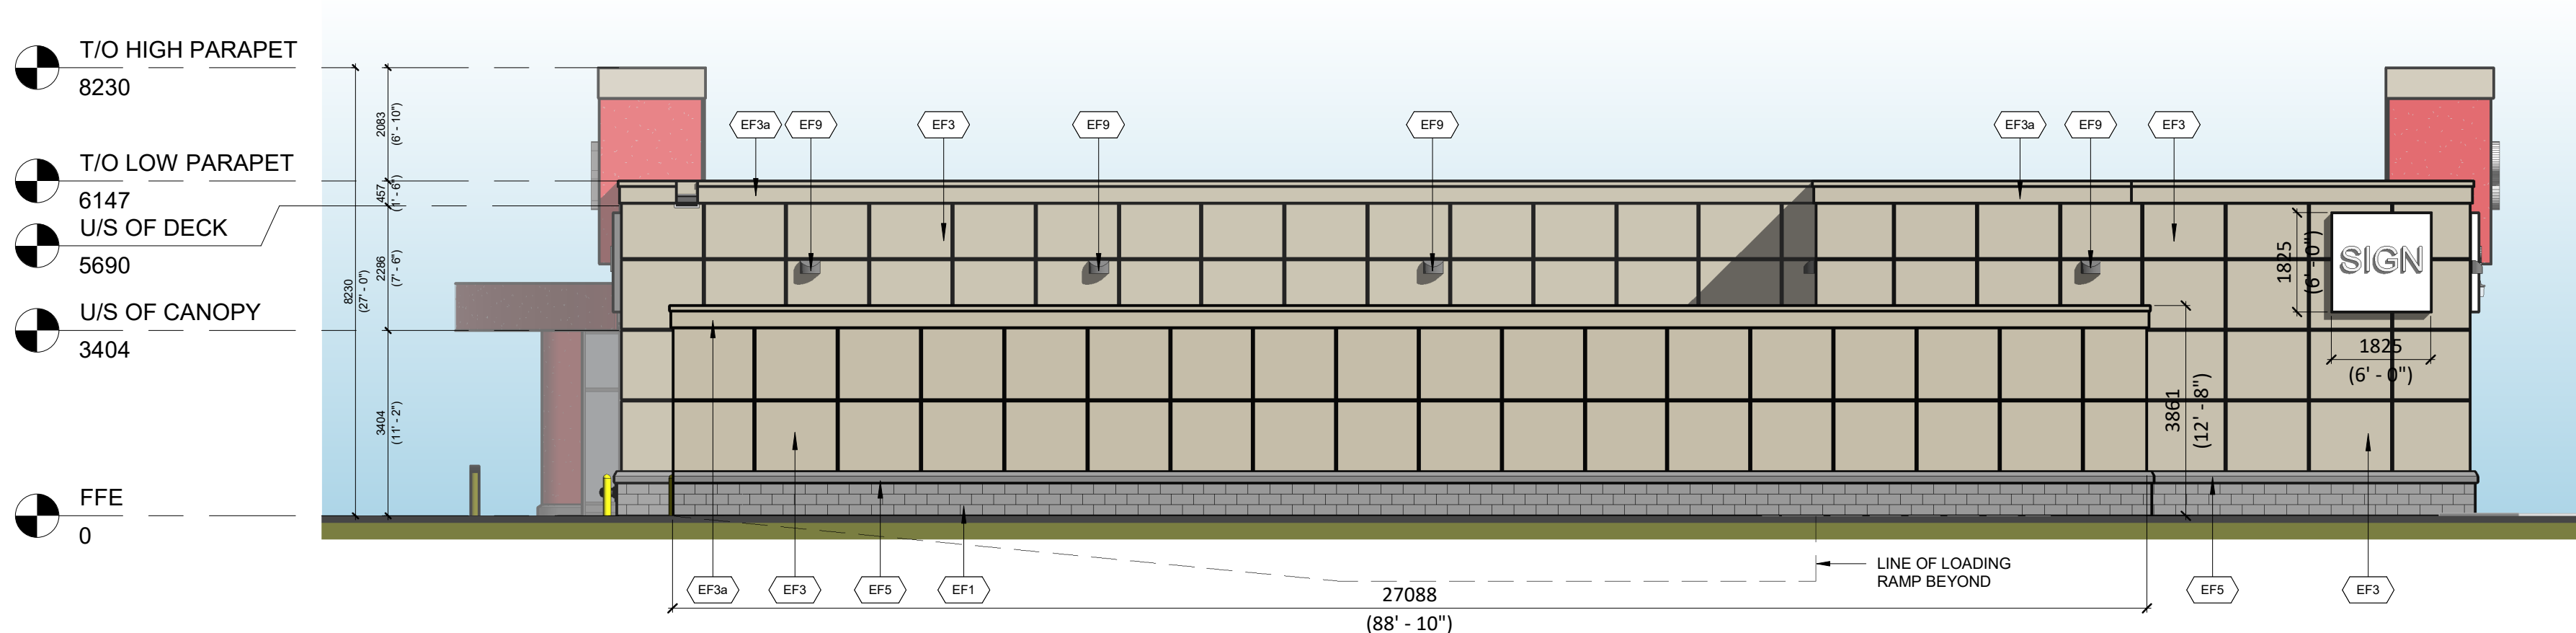 T/O HIGH PARAPET
8230
T/O LOW PARAPET
6147
U/S OF DECK
5690
U/S OF CANOPY
3404
FFE
0
8230
(27' - 0")
2083
(6' - 10")
457
(1' - 6")
2286
(7' - 6")
3404
(11' - 2")
EF3a
EF9
EF3
EF9
EF9
EF3a
EF9
EF3
SIGN
1825
(6' - 0")
1825
(6' - 0")
3861
(12' - 8")
EF3a
EF3
EF5
EF1
LINE OF LOADING
RAMP BEYOND
EF5
EF3
27088
(88' - 10")